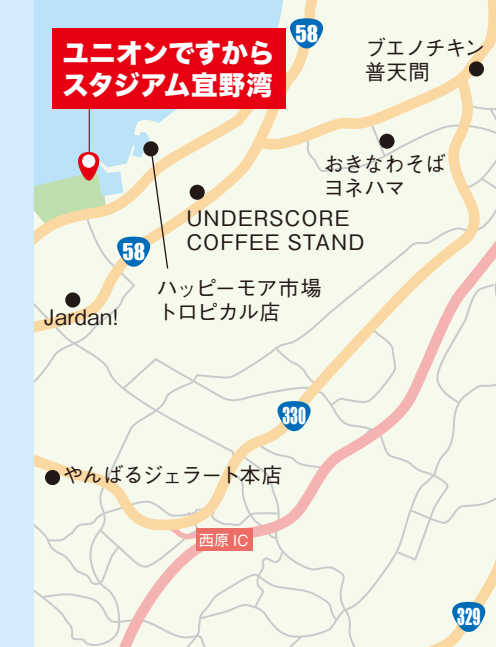 58
ユニオンですから
スタジアム宜野湾
ブエノチキン
普天間
おきなわそば
ヨネハマ
UNDERSCORE
COFFEE STAND
58
ハッピーモア市場
トロピカル店
Jardan!
330
やんばるジェラート本店
西原 IC
329